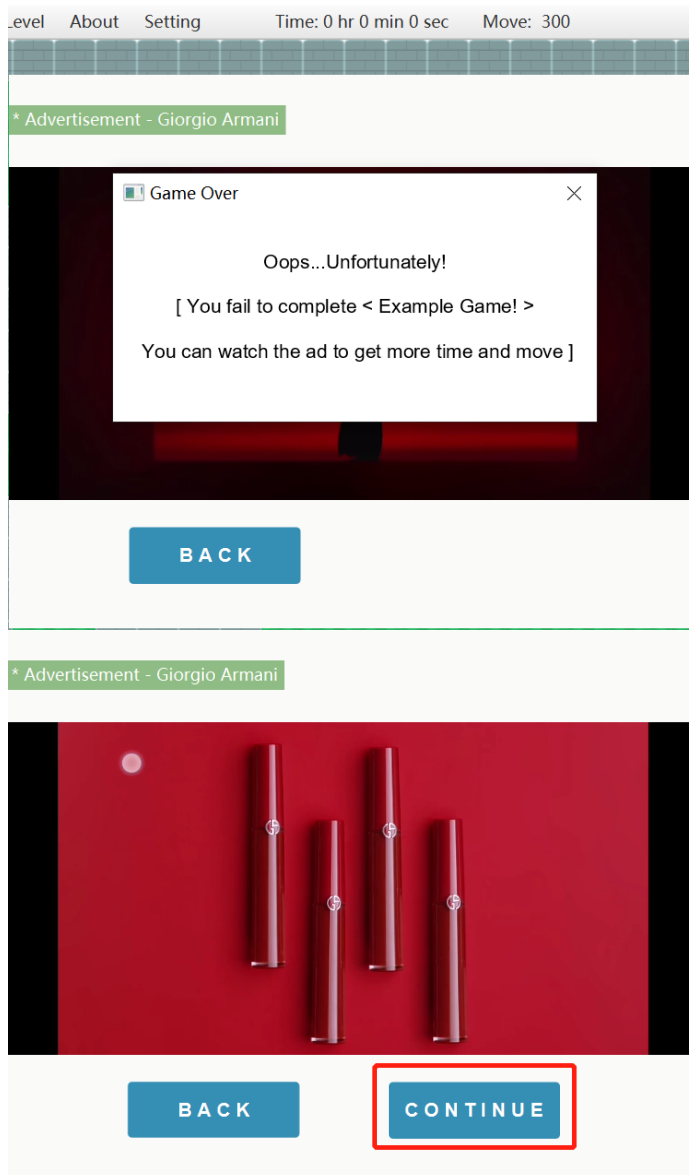 Level About Setting Time: 0 hr 0 min 0 sec Move: 300
* Advertisement - Giorgio Armani
Game Over
Oops...Unfortunately!
[ You fail to complete < Example Game! >
You can watch the ad to get more time and move ]
BACK
* Advertisement - Giorgio Armani
BACK CONTINUE